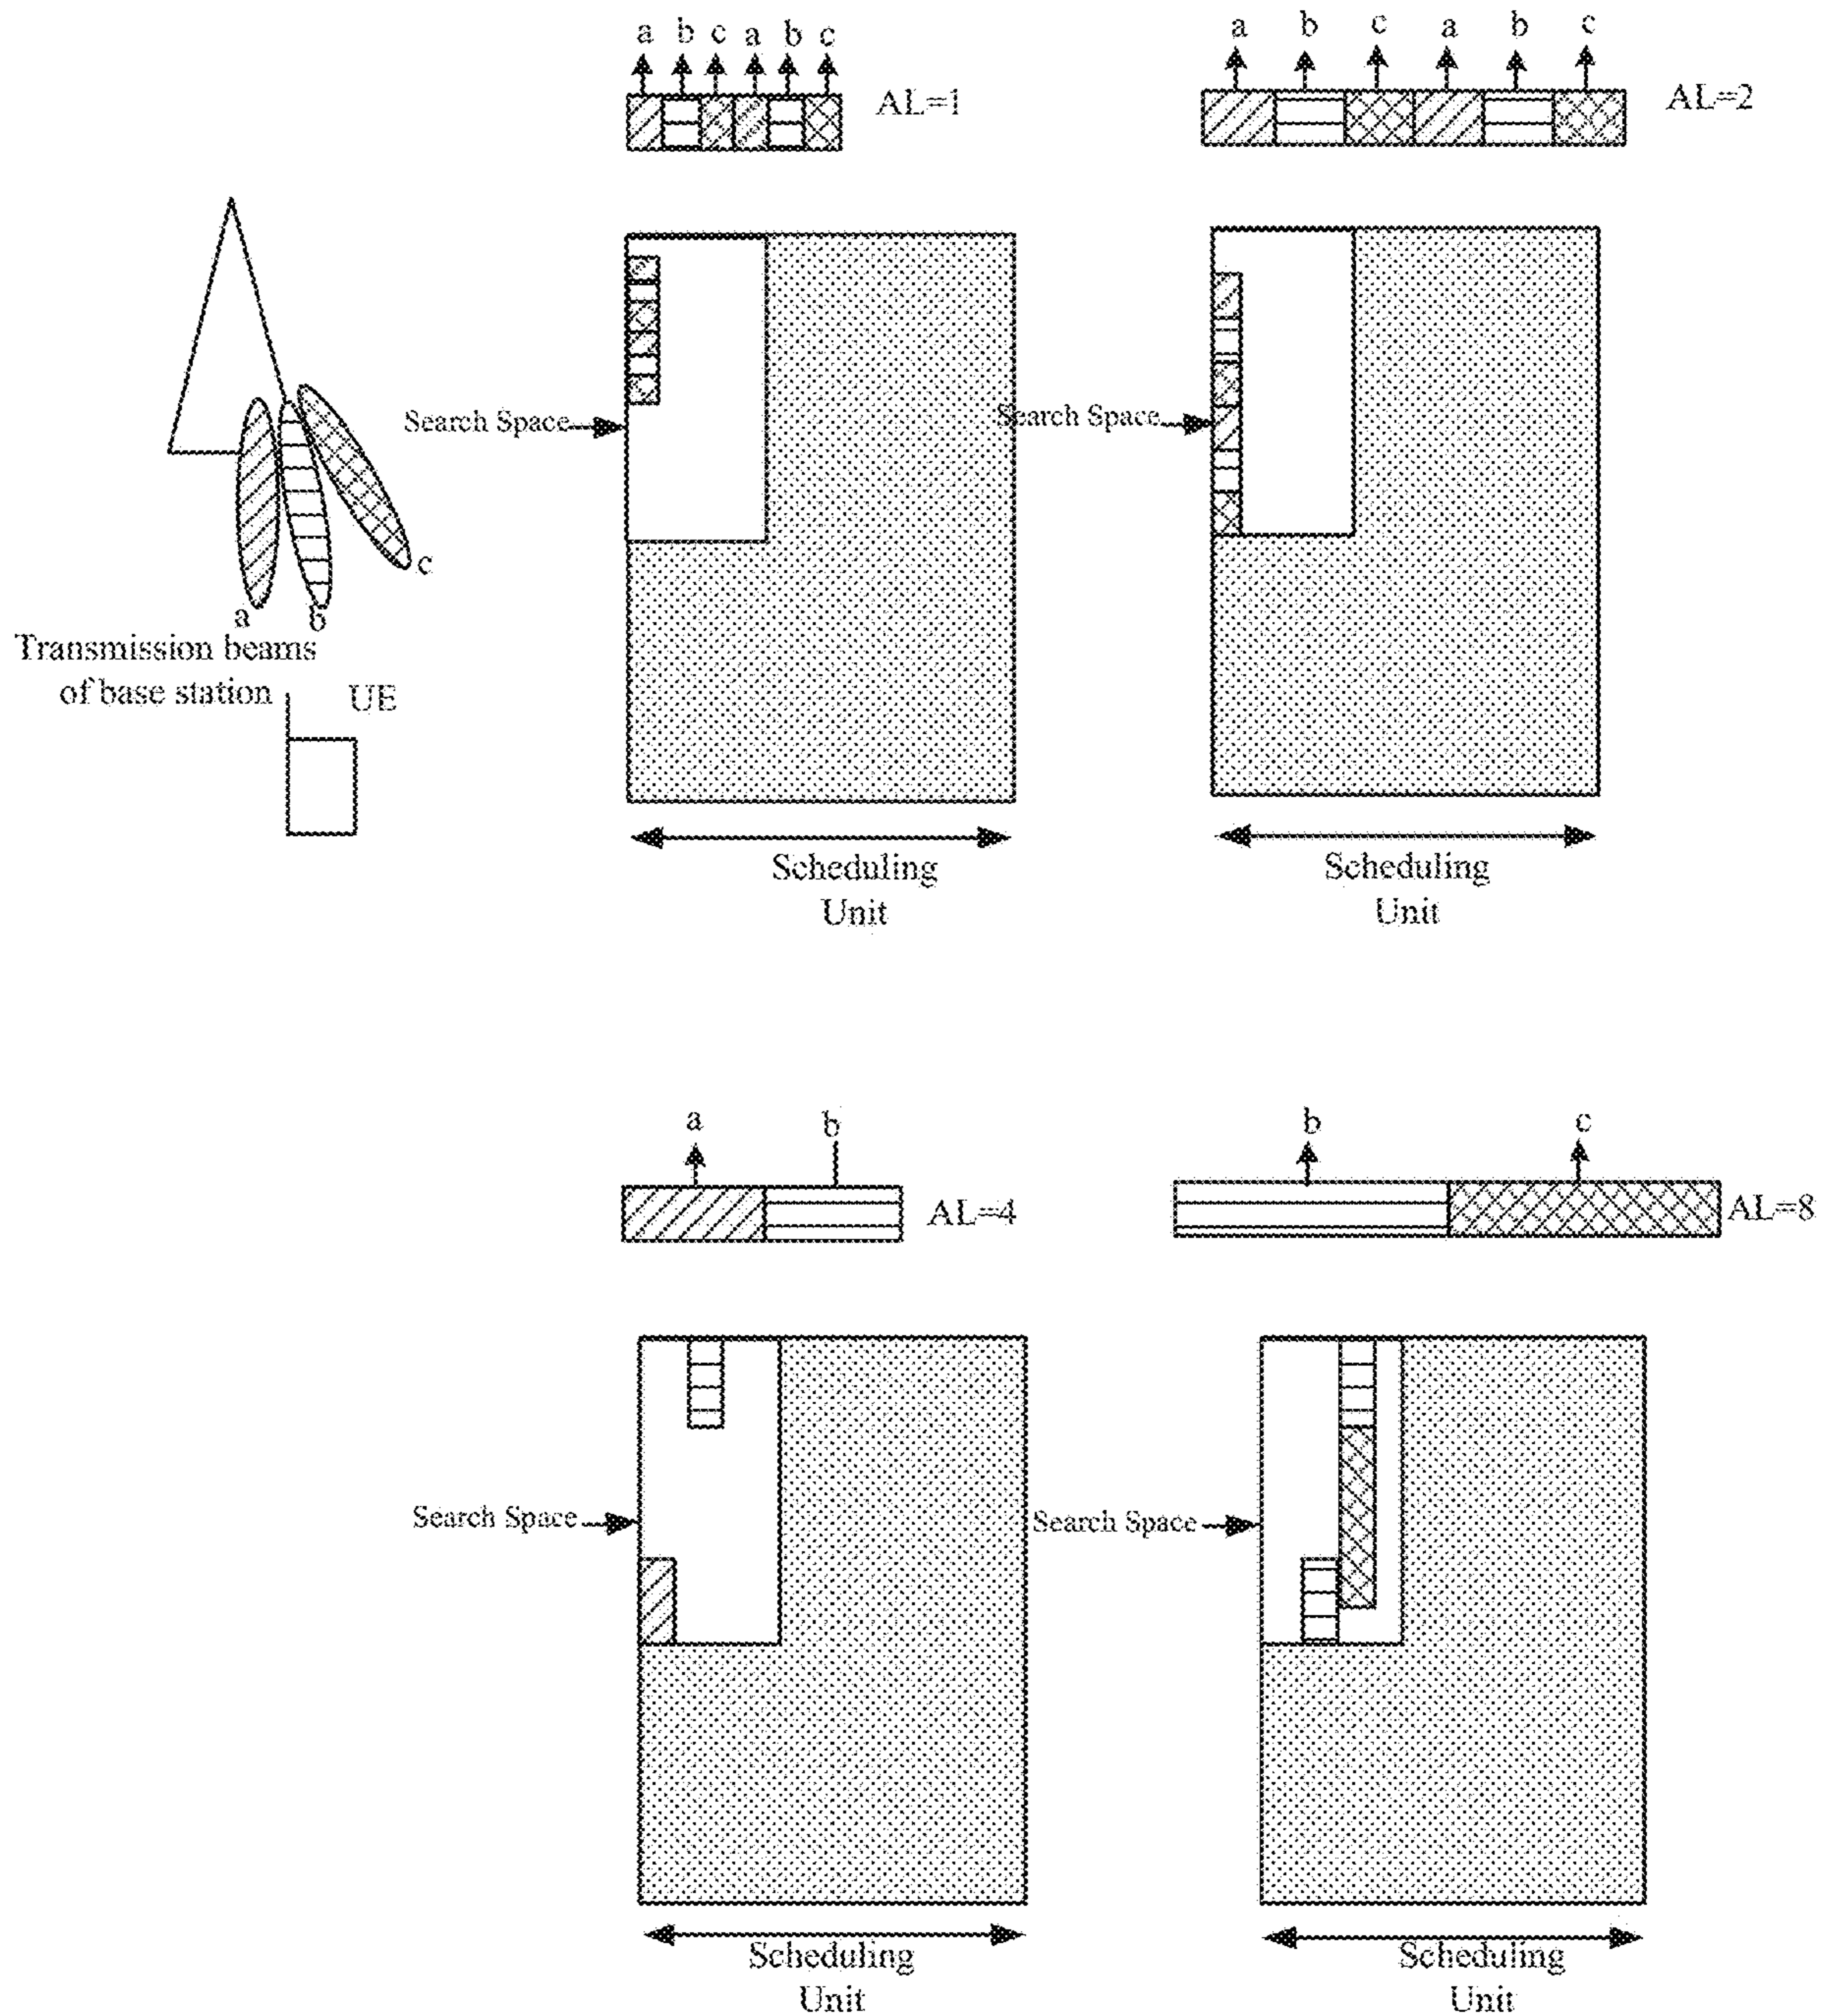 a b c a b c
AL=1
a b c a b c
AL=2
Search Space
Search Space
c
a
b
Transmission beams
of base station
UE
Scheduling
Unit
Scheduling
Unit
a
b
AL=4
b
c
AL=8
Search Space
Search Space
Scheduling
Unit
Scheduling
Unit